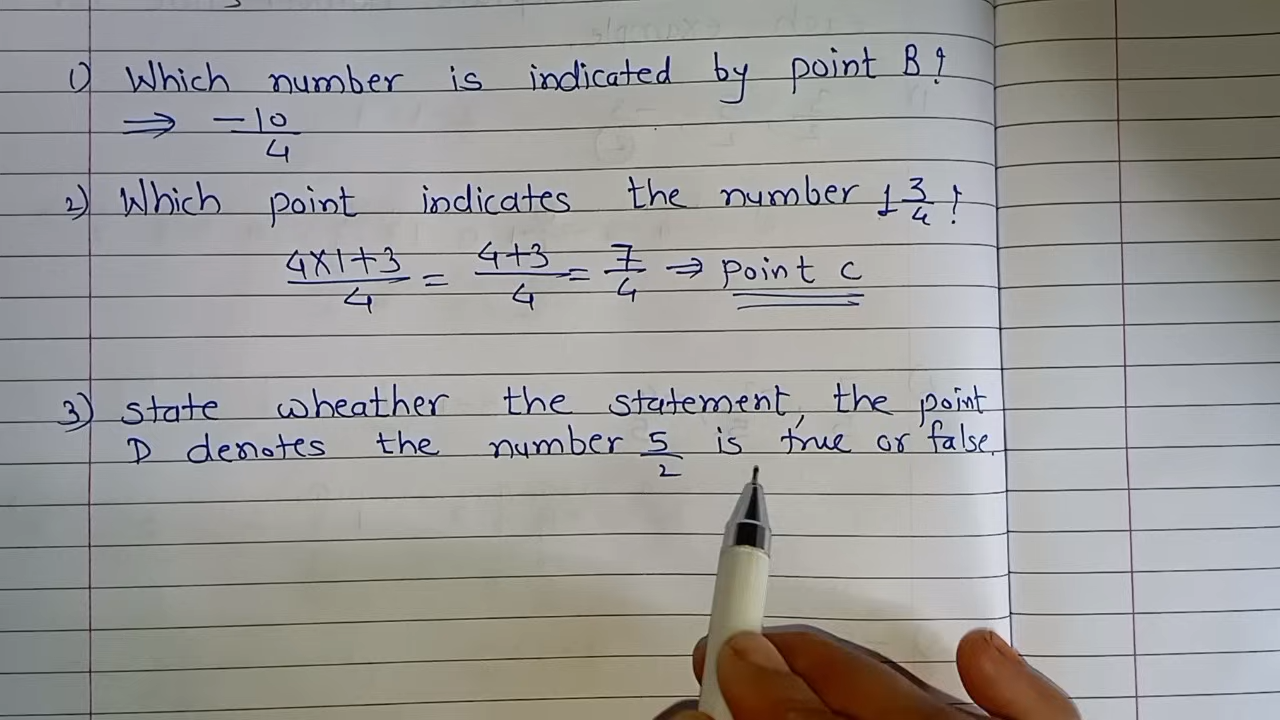 1) Which number is indicated by point B?
⇒ -10/4
2) Which point indicates the number 1 3/4?
4×1+3/4 = 4+3/4 = 7/4 ⇒ point C
3) state wheather the statement, the point
D denotes the number 5/2 is true or false.